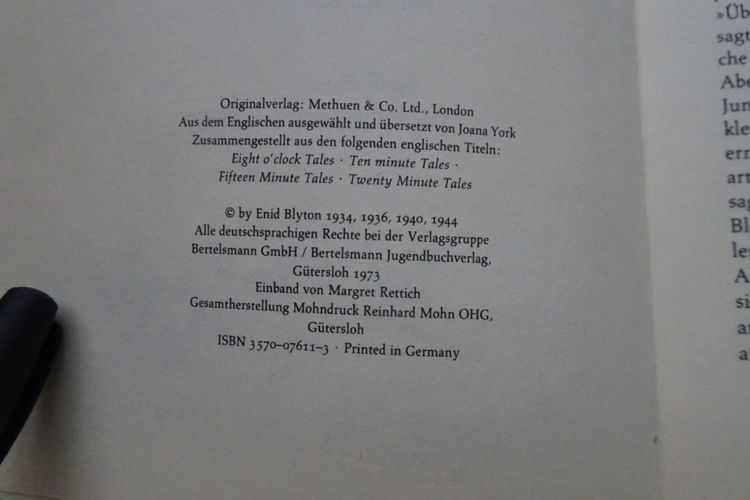 Originalverlag: Methuen & Co. Ltd., London
Aus dem Englischen ausgewählt und übersetzt von Joana York
Zusammengestellt aus den folgenden englischen Titeln:
Eight o'clock Tales · Ten minute Tales ·
Fifteen Minute Tales · Twenty Minute Tales
© by Enid Blyton 1934, 1936, 1940, 1944
Alle deutschsprachigen Rechte bei der Verlagsgruppe
Bertelsmann GmbH / Bertelsmann Jugendbuchverlag,
Gütersloh 1973
Einband von Margret Rettich
Gesamtherstellung Mohndruck Reinhard Mohn OHG,
Gütersloh
ISBN 3570-07611-3 · Printed in Germany
»Üb
sagt
che
Abe
Jun
kle
ern
art
sag
Bl